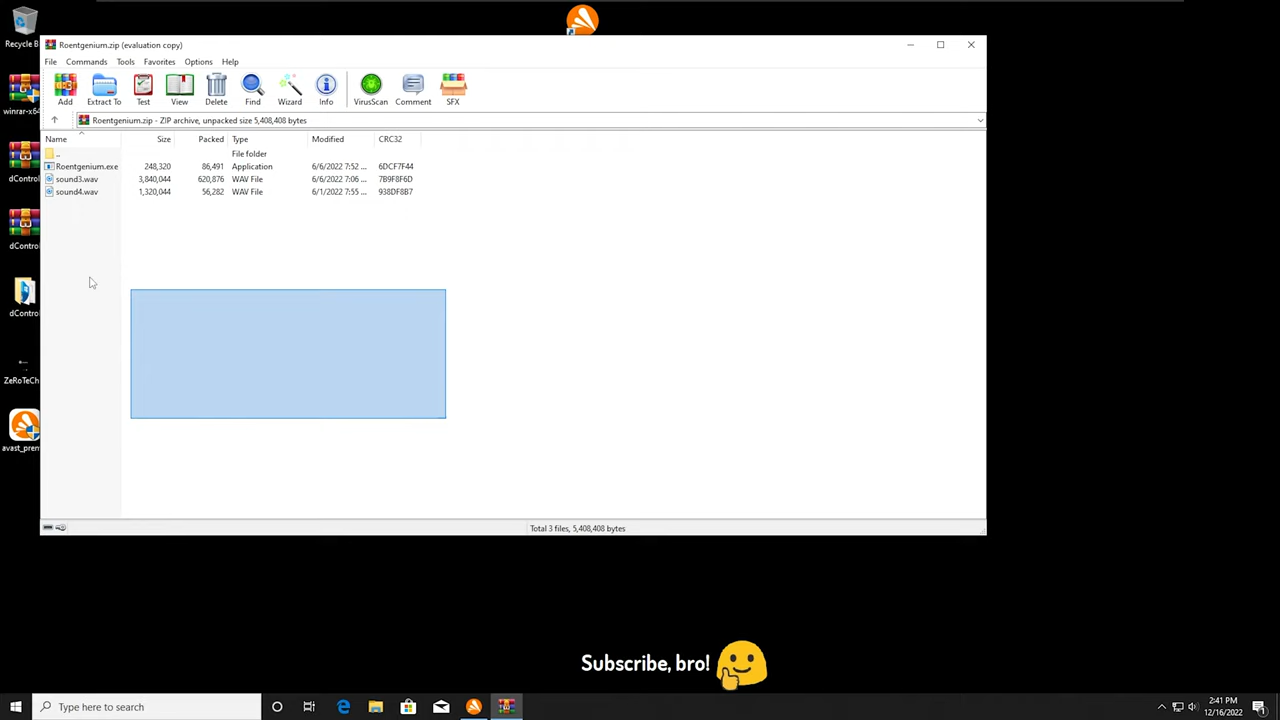 Recycle B
Roentgenium.zip (evaluation copy)
File Commands Tools Favorites Options Help
winrar-x64
Add Extract To Test View Delete Find Wizard Info VirusScan Comment SFX
Roentgenium.zip - ZIP archive, unpacked size 5,408,408 bytes
Name Size Packed Type Modified CRC32
.. File folder
Roentgenium.exe 248,320 86,491 Application 6/6/2022 7:52 ... 6DCF7F44
sound3.wav 3,840,044 620,876 WAV File 6/6/2022 7:06 ... 7B9F8F6D
sound4.wav 1,320,044 56,282 WAV File 6/1/2022 7:55 ... 938DF8B7
dControl
dControl
dControl
ZeRoTeCh
avast_prem
Total 3 files, 5,408,408 bytes
Subscribe, bro!
Type here to search
2:41 PM
12/16/2022
1